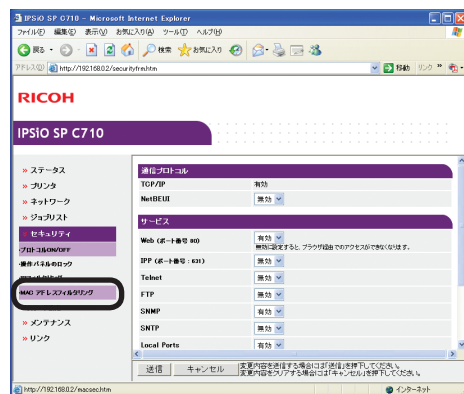 IPSiO SP C710 - Microsoft Internet Explorer
ファイル(F) 編集(E) 表示(V) お気に入り(A) ツール(T) ヘルプ(H)
戻る 検索 お気に入り
アドレス(D) http://192.168.0.2/securityfrm.htm 移動 リンク »
RICOH
IPSiO SP C710
» ステータス
» プリンタ
» ネットワーク
» ジョブリスト
» セキュリティ
・プロトコルON/OFF
・操作パネルのロック
・MAC アドレスフィルタリング
» メンテナンス
» リンク
通信プロトコル
TCP/IP 有効
NetBEUI 無効
サービス
Web (ポート番号 80) 有効
無効に設定すると、ブラウザ経由でのアクセスができなくなります。
IPP (ポート番号 : 631) 無効
Telnet 無効
FTP 無効
SNMP 有効
SNTP 無効
Local Ports 有効
送信 キャンセル 変更内容を送信する場合には「送信」を押下してください。
変更内容をクリアする場合には「キャンセル」を押下してください。
http://192.168.0.2/macsec.htm インターネット